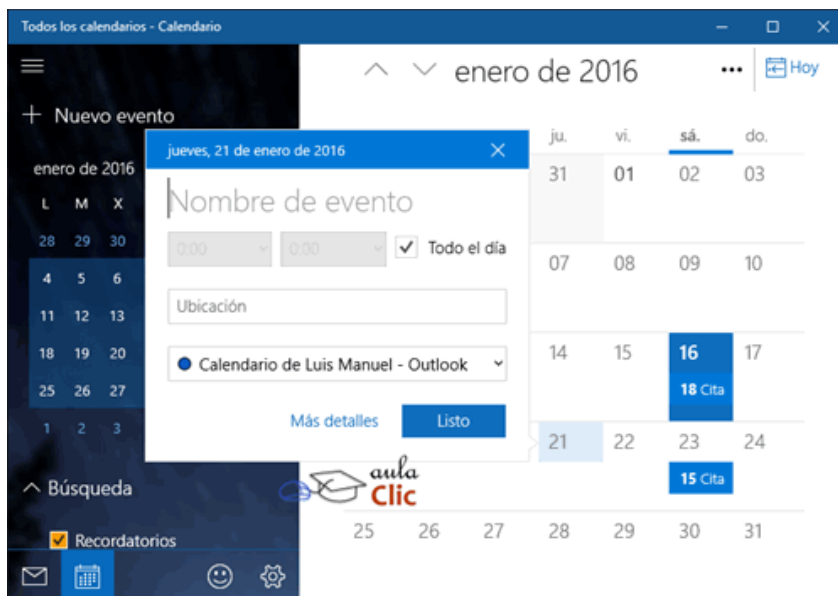 Todos los calendarios - Calendario
enero de 2016
Hoy
Nuevo evento
enero de 2016
L M X
28 29 30
4 5 6
11 12 13
18 19 20
25 26 27
1 2 3
Búsqueda
Recordatorios
jueves, 21 de enero de 2016
Nombre de evento
0:00 0:00 Todo el día
Ubicación
Calendario de Luis Manuel - Outlook
Más detalles Listo
ju. vi. sá. do.
31 01 02 03
07 08 09 10
14 15 16 17
18 Cita
21 22 23 24
15 Cita
25 26 27 28 29 30 31
aula
Clic